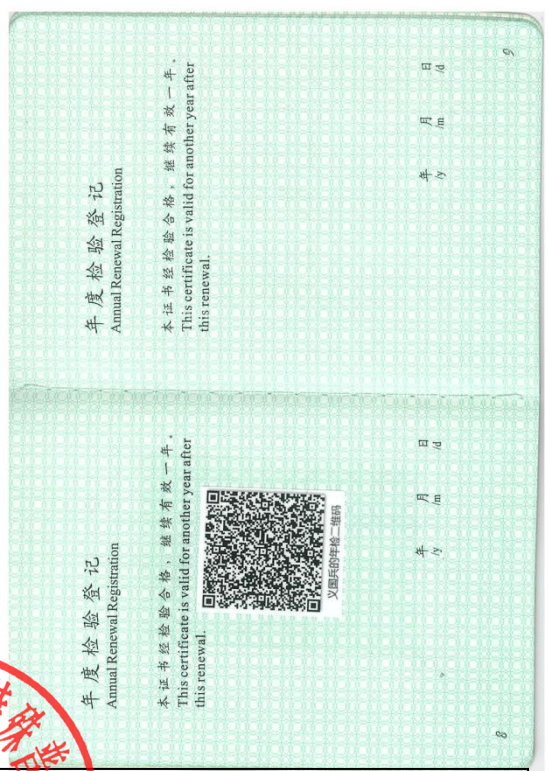 年度检验登记
Annual Renewal Registration
本证书经检验合格，继续有效一年。
This certificate is valid for another year after
this renewal.
义国兵的年检二维码
年 月 日
/y /m /d
8
年度检验登记
Annual Renewal Registration
本证书经检验合格，继续有效一年。
This certificate is valid for another year after
this renewal.
年 月 日
/y /m /d
9